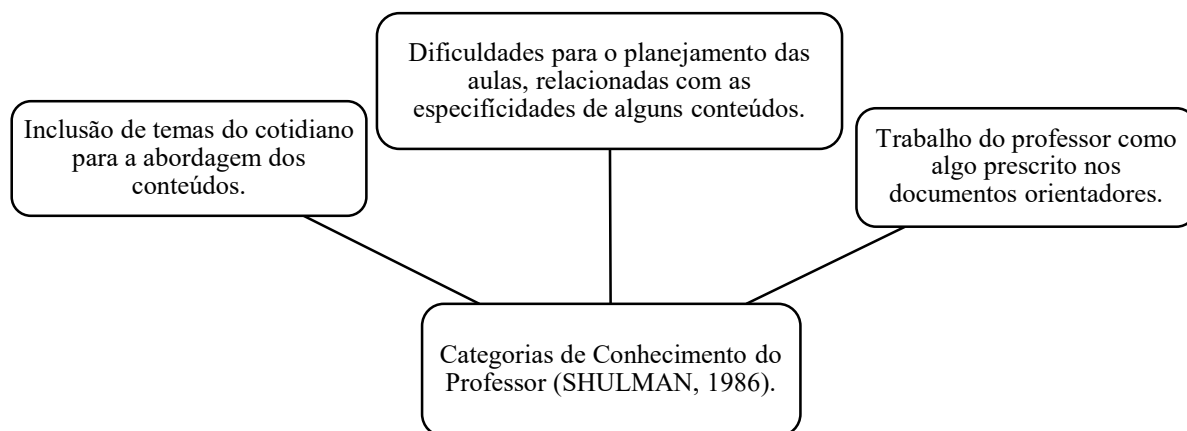 Dificuldades para o planejamento das
aulas, relacionadas com as
especifícidades de alguns conteúdos.
Inclusão de temas do cotidiano
para a abordagem dos
conteúdos.
Trabalho do professor como
algo prescrito nos
documentos orientadores.
Categorias de Conhecimento do
Professor (SHULMAN, 1986).